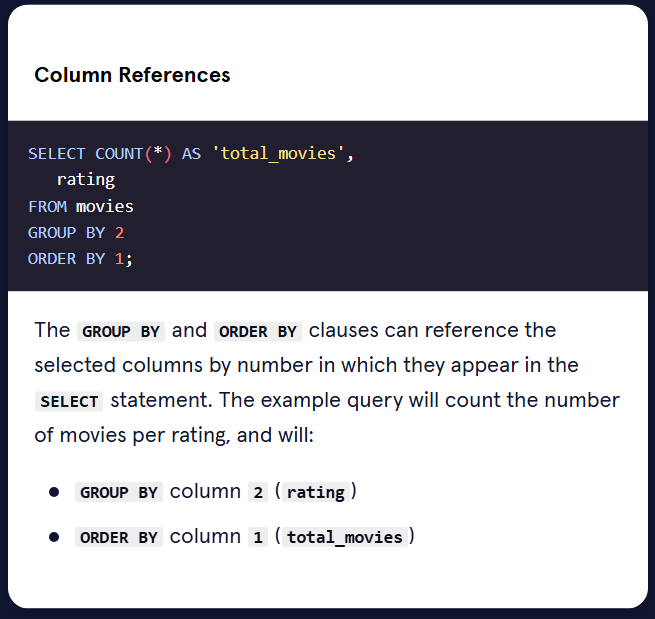 Column References
SELECT COUNT(*) AS 'total_movies',
rating
FROM movies
GROUP BY 2
ORDER BY 1;
The GROUP BY and ORDER BY clauses can reference the
selected columns by number in which they appear in the
SELECT statement. The example query will count the number
of movies per rating, and will:
• GROUP BY column 2 ( rating )
• ORDER BY column 1 ( total_movies )